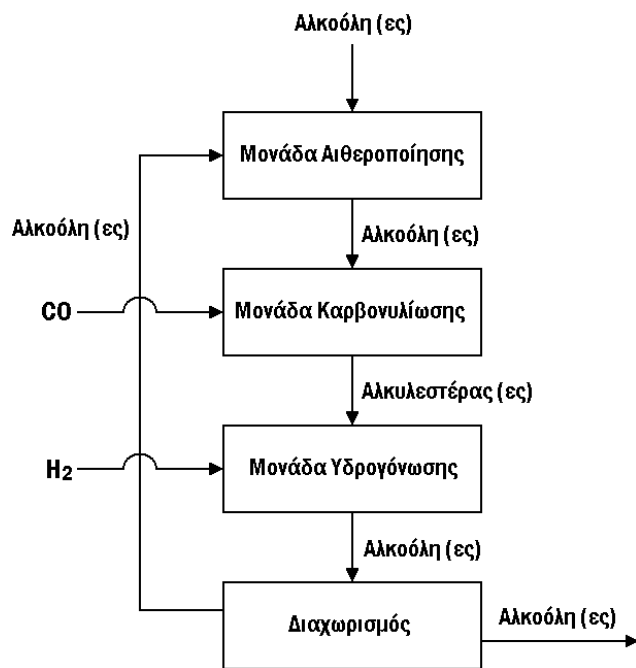 Αλκοόλη (ες)
Μονάδα Αιθεροποίησης
Αλκοόλη (ες)
Αλκοόλη (ες)
CO
Μονάδα Καρβονυλίωσης
Αλκυλεστέρας (ες)
H2
Μονάδα Υδρογόνωσης
Αλκοόλη (ες)
Διαχωρισμός
Αλκοόλη (ες)